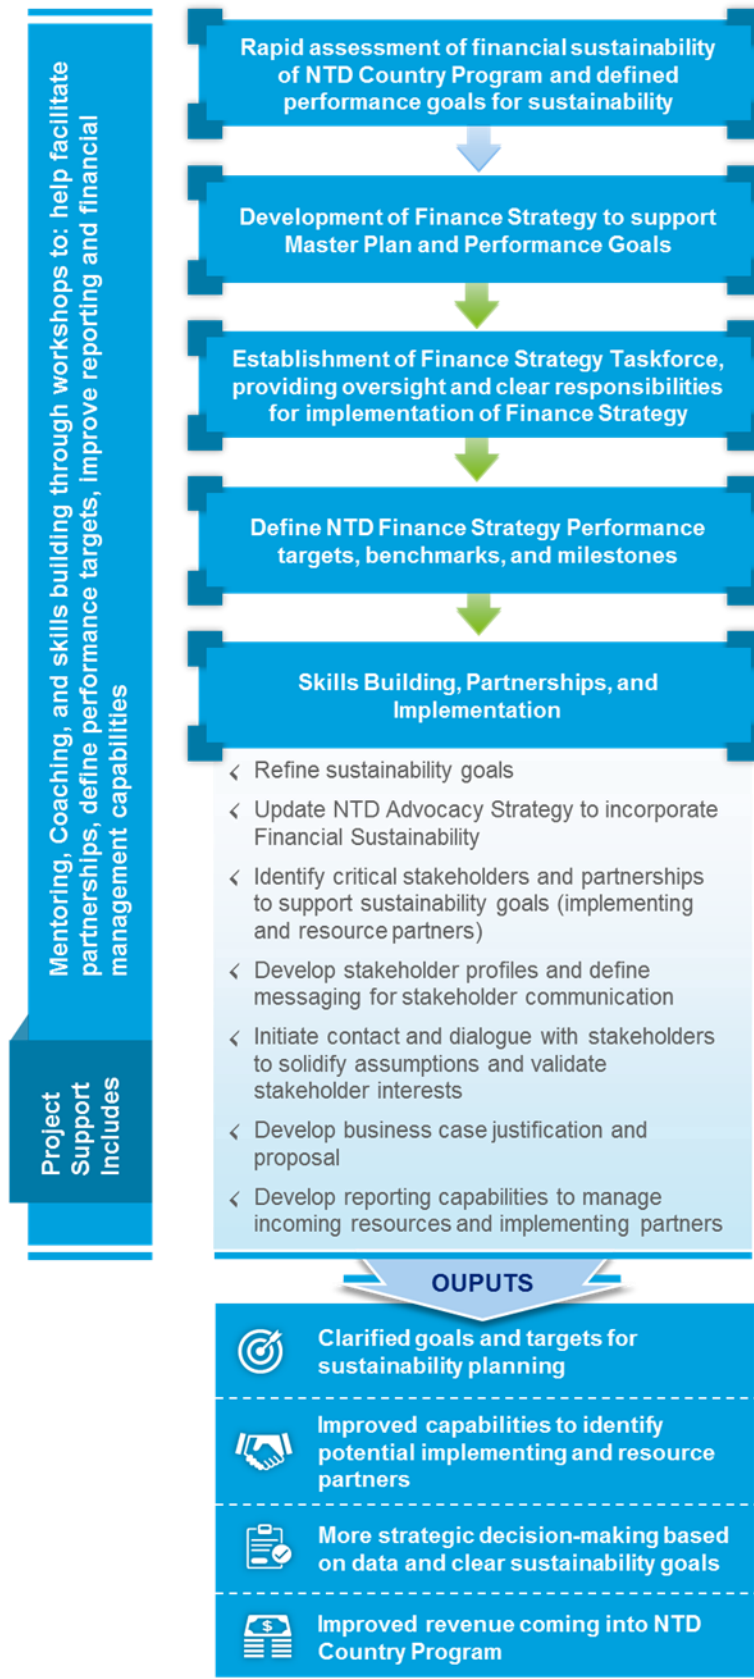 Mentoring, Coaching, and skills building through workshops to: help facilitate
partnerships, define performance targets, improve reporting and financial
management capabilities
Project
Support
Includes
Rapid assessment of financial sustainability
of NTD Country Program and defined
performance goals for sustainability
Development of Finance Strategy to support
Master Plan and Performance Goals
Establishment of Finance Strategy Taskforce,
providing oversight and clear responsibilities
for implementation of Finance Strategy
Define NTD Finance Strategy Performance
targets, benchmarks, and milestones
Skills Building, Partnerships, and
Implementation
Refine sustainability goals
Update NTD Advocacy Strategy to incorporate
Financial Sustainability
Identify critical stakeholders and partnerships
to support sustainability goals (implementing
and resource partners)
Develop stakeholder profiles and define
messaging for stakeholder communication
Initiate contact and dialogue with stakeholders
to solidify assumptions and validate
stakeholder interests
Develop business case justification and
proposal
Develop reporting capabilities to manage
incoming resources and implementing partners
OUPUTS
Clarified goals and targets for
sustainability planning
Improved capabilities to identify
potential implementing and resource
partners
More strategic decision-making based
on data and clear sustainability goals
$
Improved revenue coming into NTD
Country Program